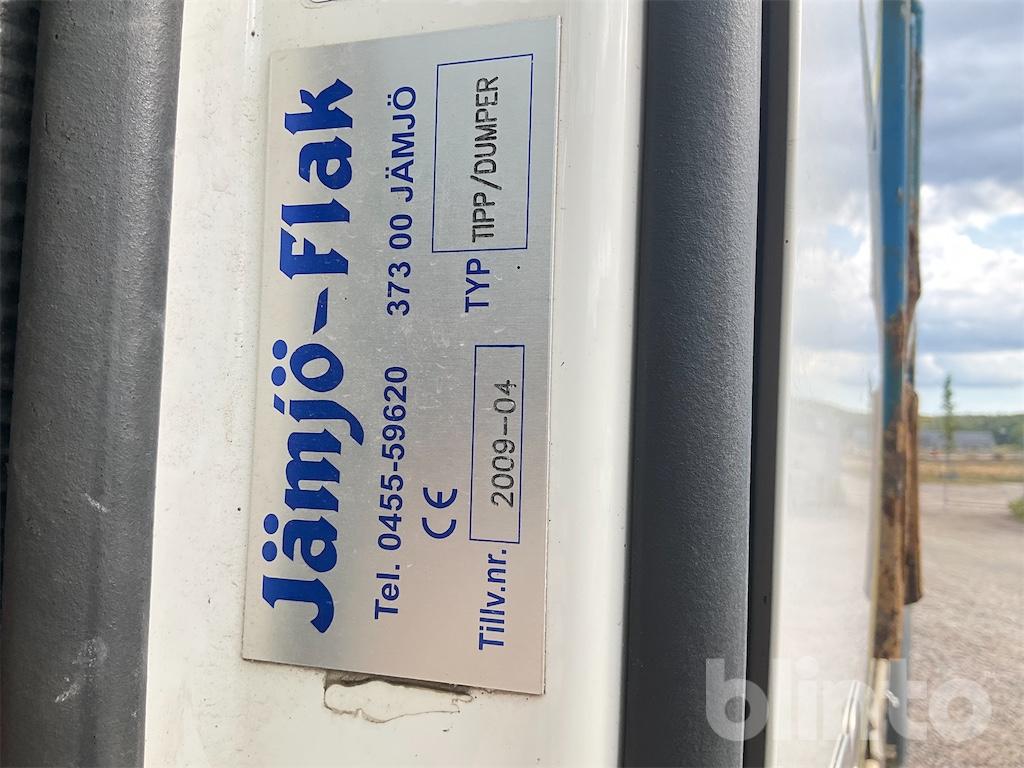 Jämjö-Flak
Tel. 0455-59620 373 00 JÄMJÖ
CE
Tillv.nr. 2009--04 TYP TIPP/DUMPER
blinto